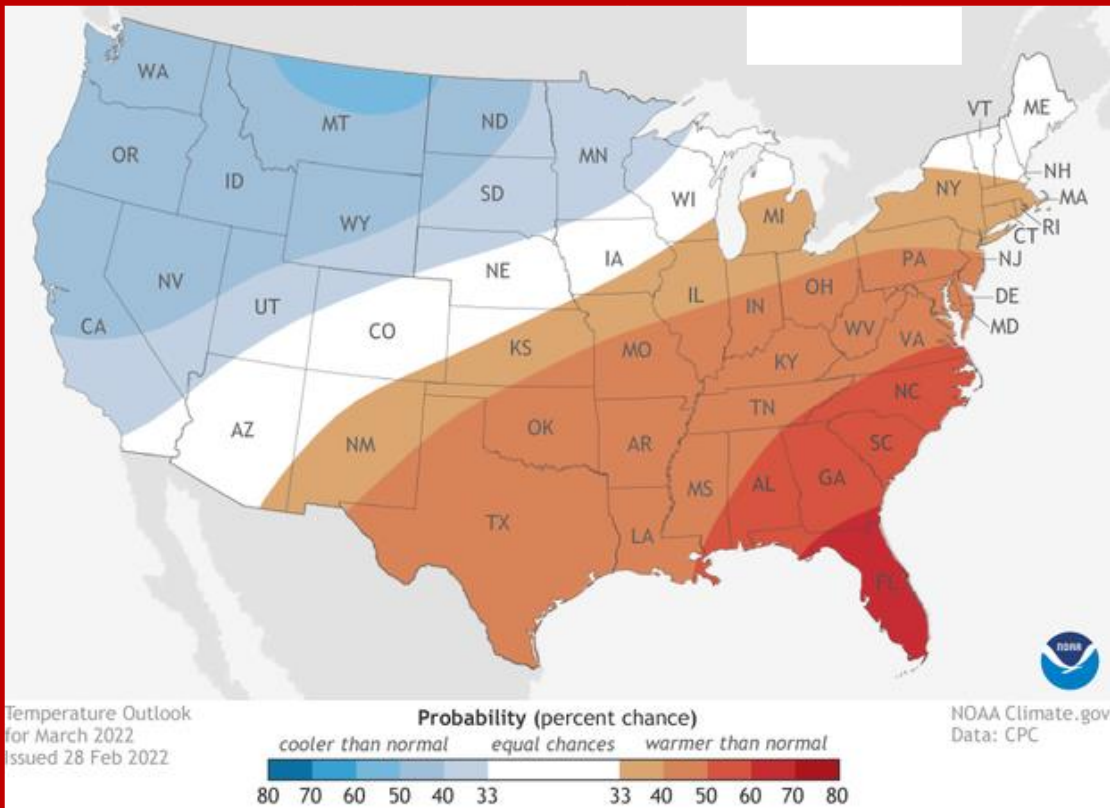 WA
MT
ND
MN
VT
ME
OR
ID
SD
WI
NH
NY
MA
WY
MI
RI
CT
NE
IA
NV
UT
PA
NJ
IL
IN
OH
CA
CO
DE
KS
MO
WV
MD
VA
KY
AZ
NM
OK
TN
NC
AR
SC
MS
AL
GA
TX
LA
FL
NOAA
Temperature Outlook
for March 2022
Issued 28 Feb 2022
Probability (percent chance)
cooler than normal equal chances warmer than normal
80 70 60 50 40 33 33 40 50 60 70 80
NOAA Climate.gov
Data: CPC